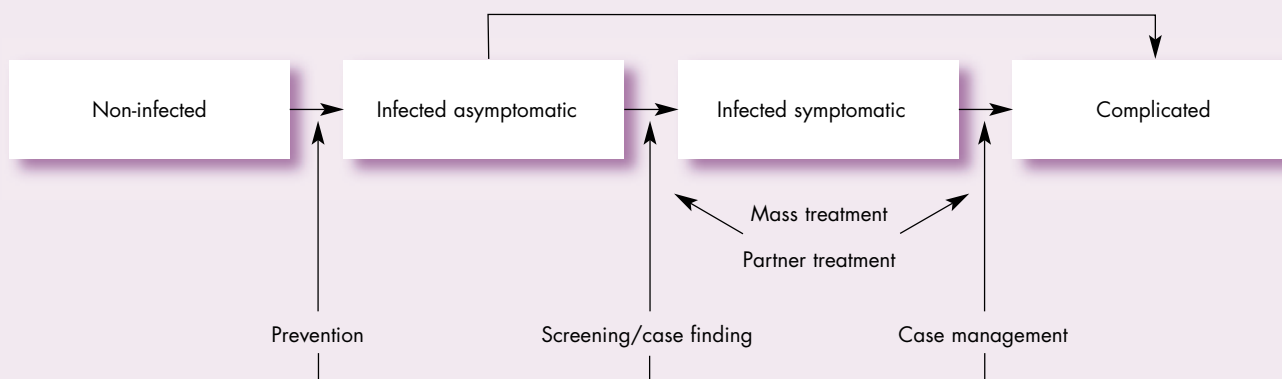 Non-infected
Infected asymptomatic
Infected symptomatic
Complicated
Mass treatment
Partner treatment
Prevention
Screening/case finding
Case management